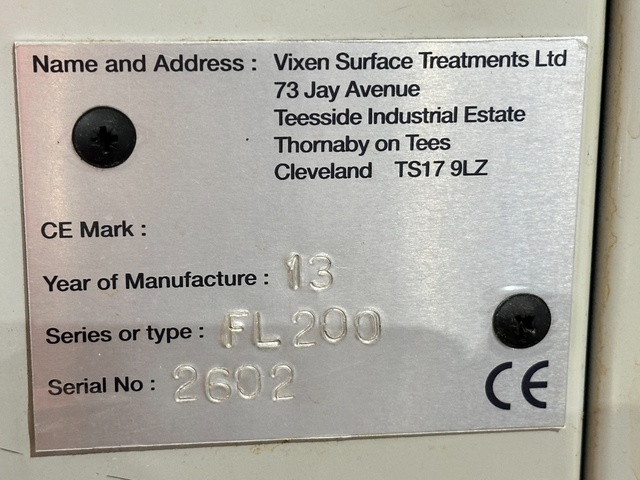 Name and Address : Vixen Surface Treatments Ltd
73 Jay Avenue
Teesside Industrial Estate
Thornaby on Tees
Cleveland TS17 9LZ
CE Mark :
Year of Manufacture : 13
Series or type : FL200
Serial No : 2602
CE